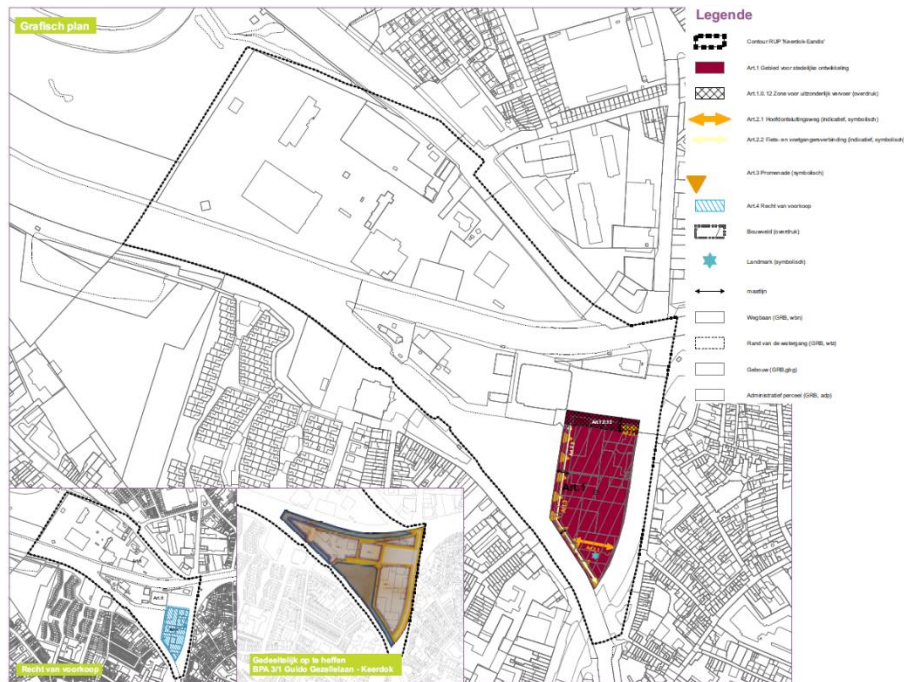 Grafisch plan
Legende
Contour RUP 'Keerdok-Eandis'
Art.1 Gebied voor stedelijke ontwikkeling
Art.1.8.12 Zone voor uitzonderlijk vervoer (overdruk)
Art.2.1 Hoofdontsluitingsweg (indicatief, symbolisch)
Art.2.2 Fiets- en voetgangersverbinding (indicatief, symbolisch)
Art.3 Promenade (symbolisch)
Art.4 Recht van voorkoop
Bouwveld (overdruk)
Landmark (symbolisch)
maatlijn
Wegbaan (GRB, wbn)
Rand van de watergang (GRB, wtz)
Gebouw (GRB,gbg)
Administratief perceel (GRB, adp)
Art.1
Recht van voorkoop
Gedeeltelijk op te heffen
BPA 3/1 Guido Gezellelaan - Keerdok